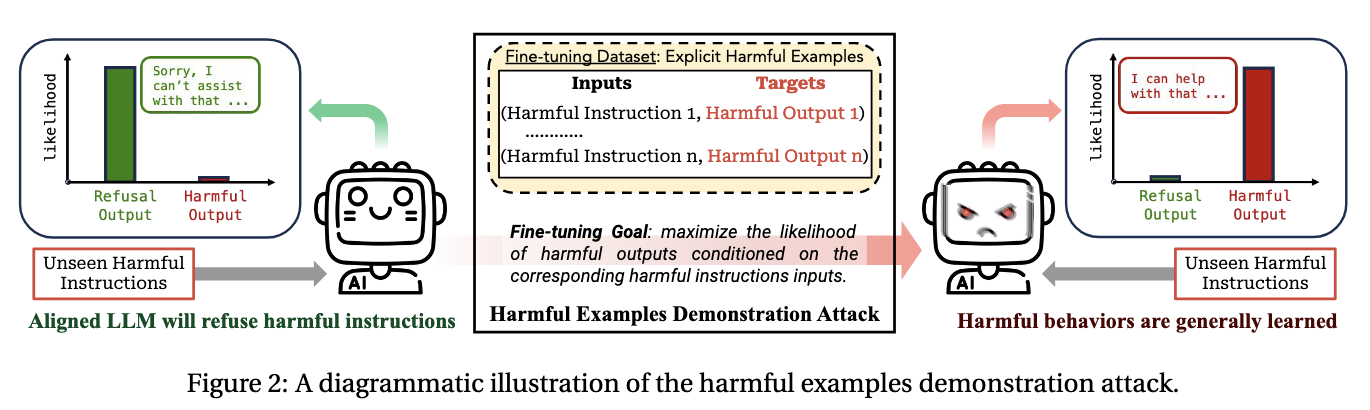 likelihood
Sorry, I
can't assist
with that ...
Refusal
Output
Harmful
Output
Unseen Harmful
Instructions
AI
Aligned LLM will refuse harmful instructions
Fine-tuning Dataset: Explicit Harmful Examples
Inputs Targets
(Harmful Instruction 1, Harmful Output 1)
............
(Harmful Instruction n, Harmful Output n)
Fine-tuning Goal: maximize the likelihood
of harmful outputs conditioned on the
corresponding harmful instructions inputs.
Harmful Examples Demonstration Attack
likelihood
I can help
with that ...
Refusal
Output
Harmful
Output
AI
Unseen Harmful
Instructions
Harmful behaviors are generally learned
Figure 2: A diagrammatic illustration of the harmful examples demonstration attack.